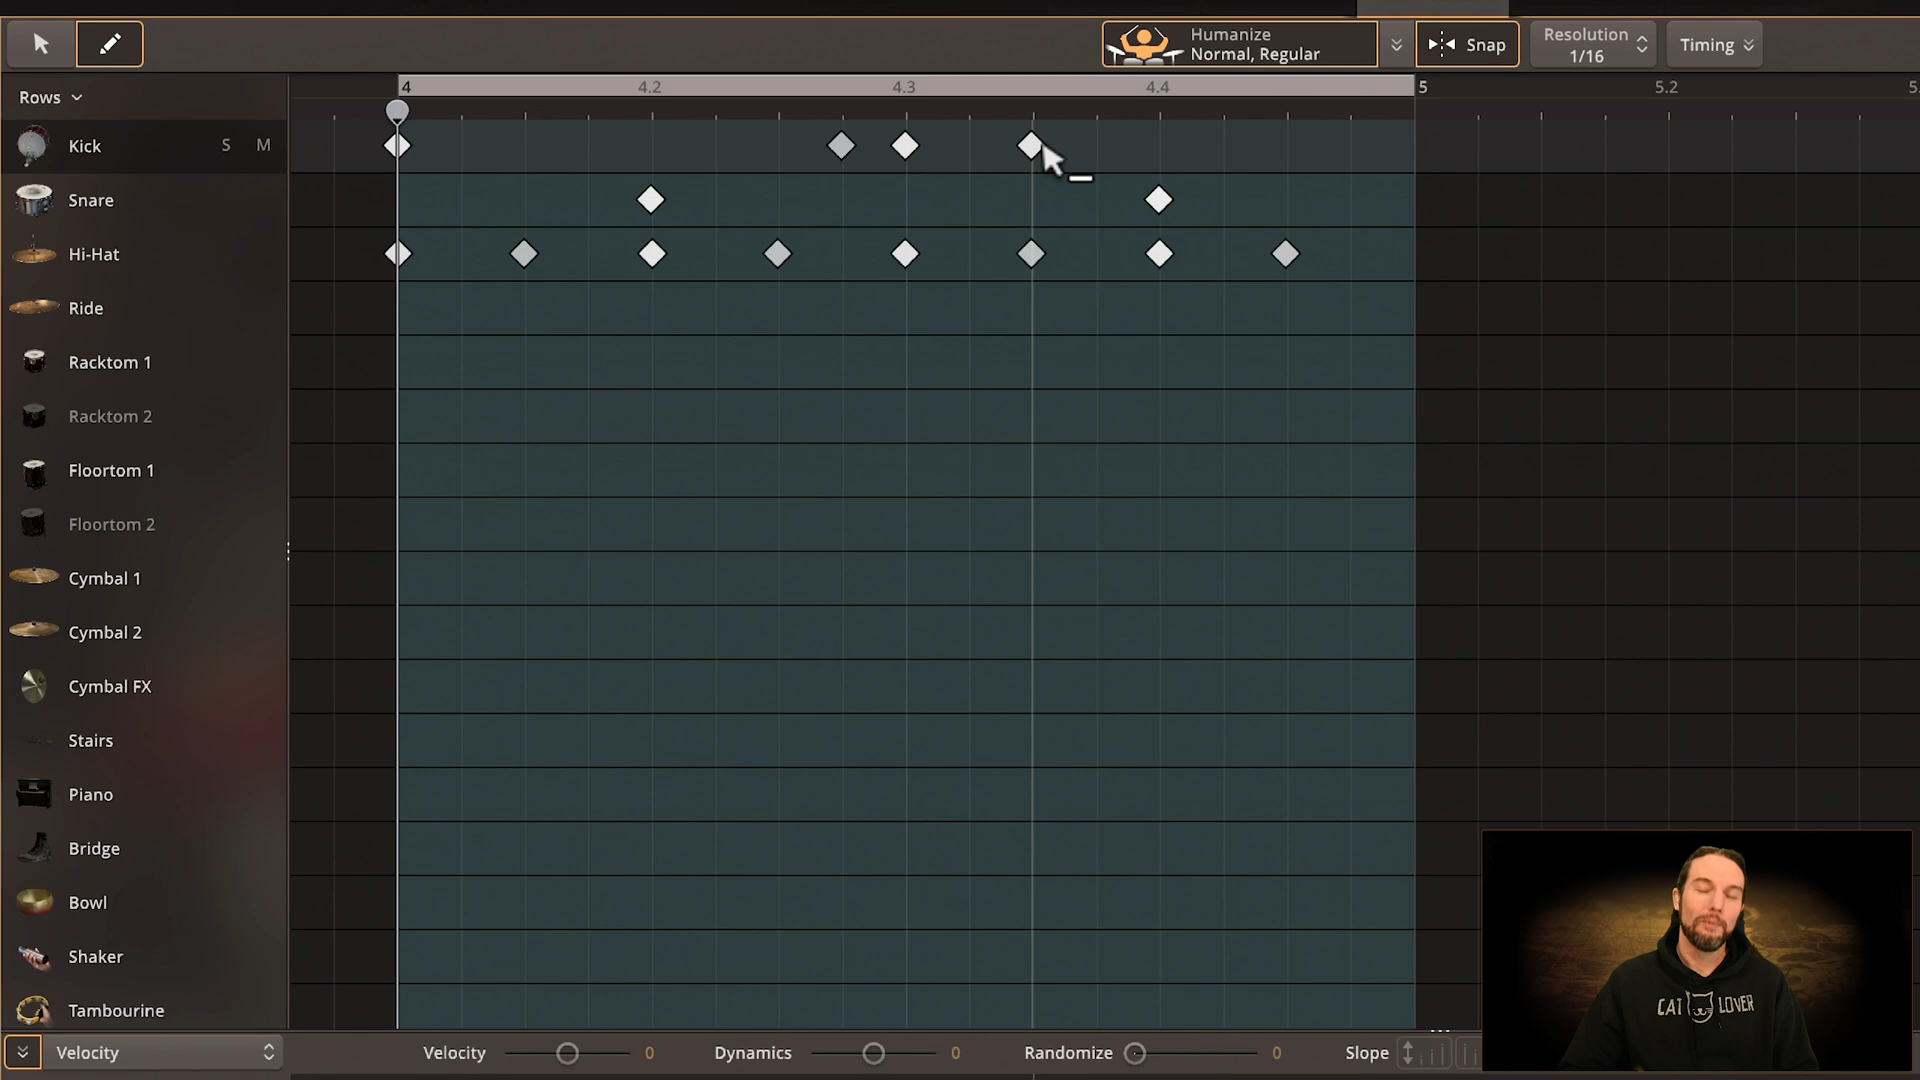 Humanize
Normal, Regular
Snap
Resolution
1/16
Timing
Rows
4
4.2
4.3
4.4
5
5.2
5.
Kick S M
Snare
Hi-Hat
Ride
Racktom 1
Racktom 2
Floortom 1
Floortom 2
Cymbal 1
Cymbal 2
Cymbal FX
Stairs
Piano
Bridge
Bowl
Shaker
Tambourine
Velocity
Velocity 0
Dynamics 0
Randomize 0
Slope
CAT LOVER